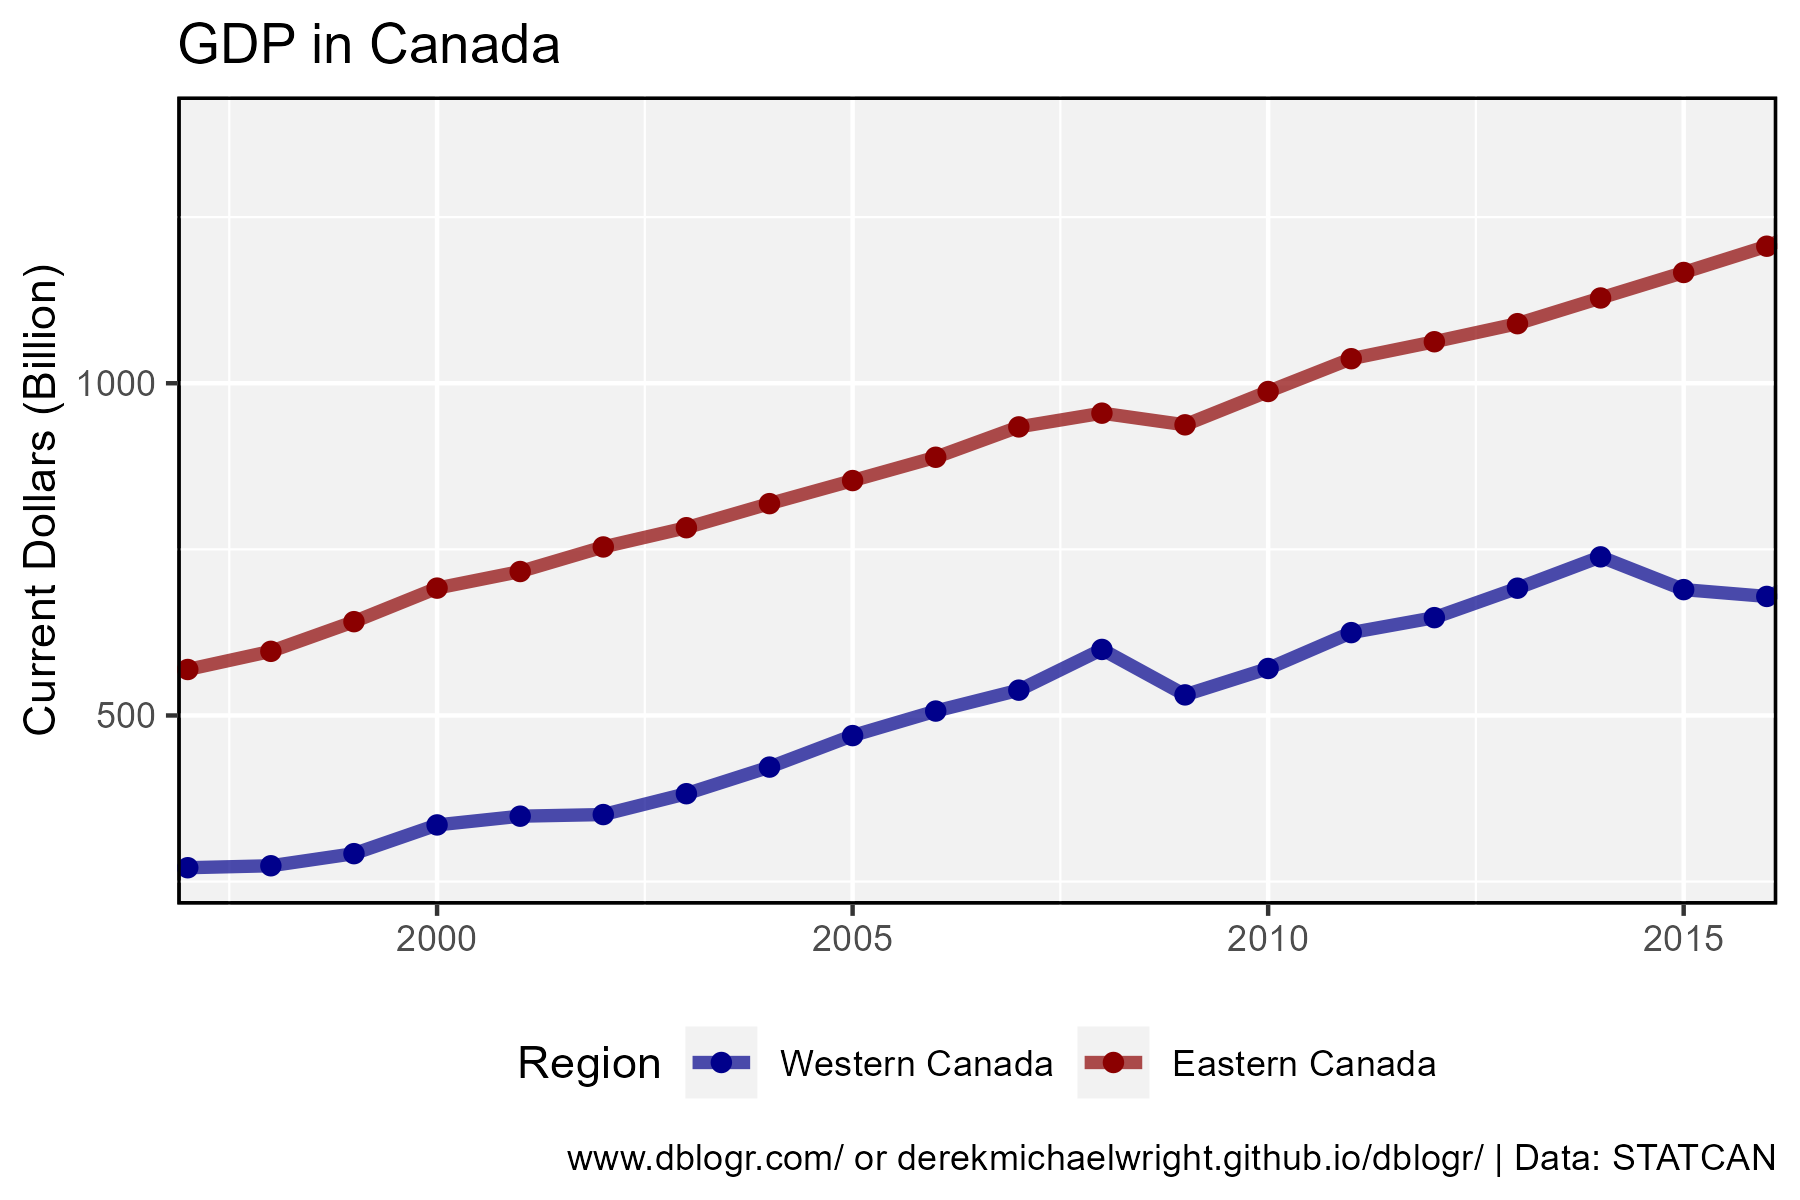 GDP in Canada
Current Dollars (Billion)
1000
500
2000 2005 2010 2015
Region Western Canada Eastern Canada
www.dblogr.com/ or derekmichaelwright.github.io/dblogr/ | Data: STATCAN